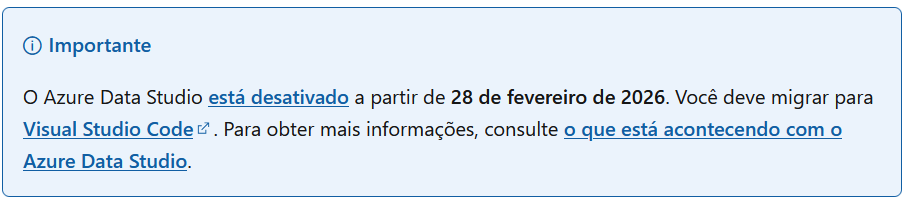 Importante
O Azure Data Studio está desativado a partir de 28 de fevereiro de 2026. Você deve migrar para
Visual Studio Code. Para obter mais informações, consulte o que está acontecendo com o
Azure Data Studio.